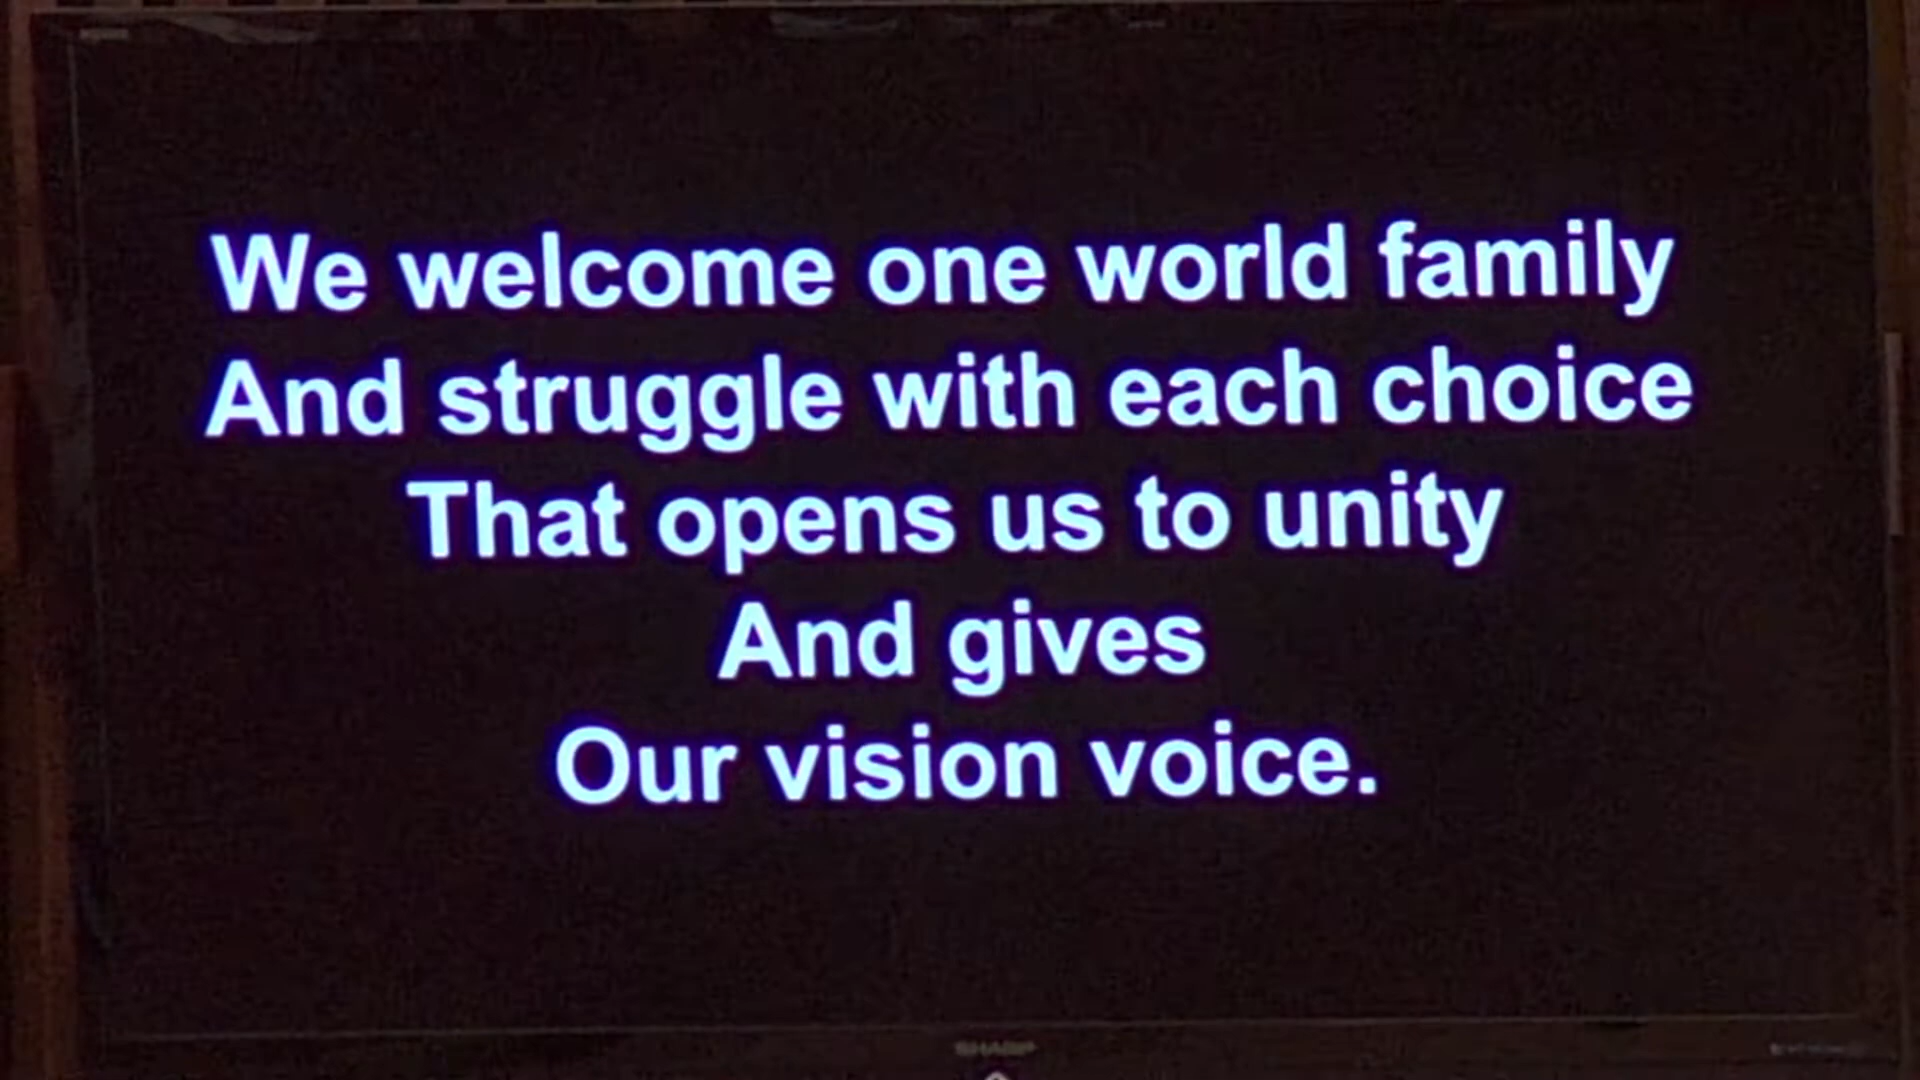 We welcome one world family
And struggle with each choice
That opens us to unity
And gives
Our vision voice.
SHARP